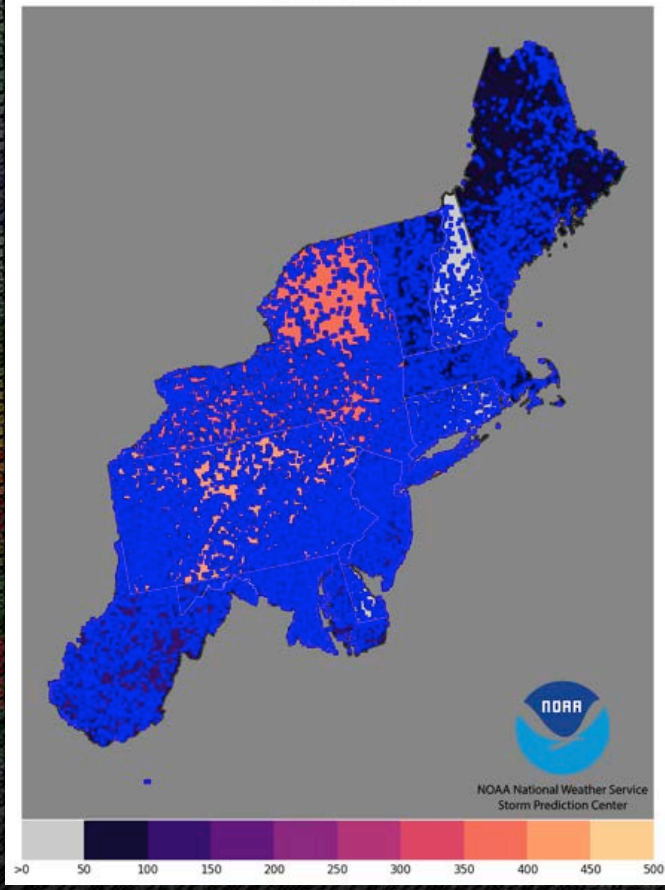 NOAA
NOAA National Weather Service
Storm Prediction Center
>0 50 100 150 200 250 300 350 400 450 500